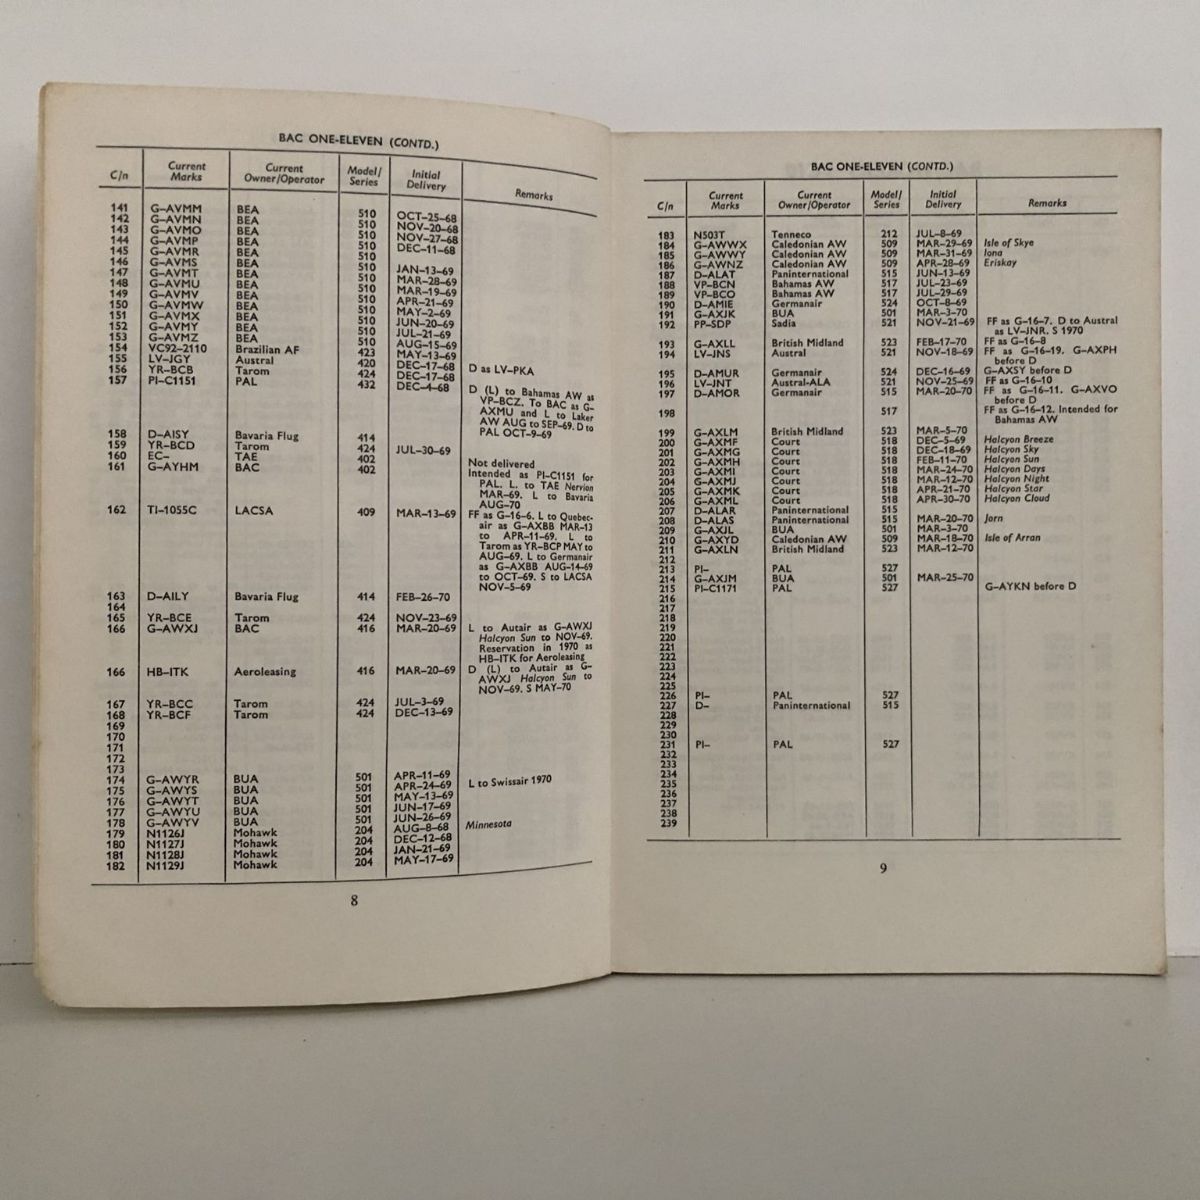 BAC ONE-ELEVEN (CONTD.)
C/n Current Marks Current Owner/Operator Model/Series Initial Delivery Remarks
141 G–AVMM BEA 510 OCT–25–68
142 G–AVMN BEA 510 NOV–20–68
143 G–AVMO BEA 510 NOV–27–68
144 G–AVMP BEA 510 DEC–11–68
145 G–AVMR BEA 510
146 G–AVMS BEA 510 JAN–13–69
147 G–AVMT BEA 510 MAR–28–69
148 G–AVMU BEA 510 MAR–19–69
149 G–AVMV BEA 510 APR–21–69
150 G–AVMW BEA 510 MAY–2–69
151 G–AVMX BEA 510 JUN–20–69
152 G–AVMY BEA 510 JUL–21–69
153 G–AVMZ BEA 510 AUG–15–69
154 VC92–2110 Brazilian AF 423 MAY–13–69
155 LV–JGY Austral 420 DEC–17–68 D as LV–PKA
156 YR–BCB Tarom 424 DEC–17–68
157 PI–C1151 PAL 432 DEC–4–68 D (L) to Bahamas AW as
VP–BCZ. To BAC as G–
AXMU and L to Laker
AW AUG to SEP–69. D to
PAL OCT–9–69
158 D–AISY Bavaria Flug 414
159 YR–BCD Tarom 424 JUL–30–69
160 EC– TAE 402 Not delivered
161 G–AYHM BAC 402 Intended as PI–C1151 for
PAL. L. to TAE Nervion
MAR–69. L to Bavaria
AUG–70
162 TI–1055C LACSA 409 MAR–13–69 FF as G–16–6. L to Quebec-
air as G–AXBB MAR–13
to APR–11–69. L to
Tarom as YR–BCP MAY to
AUG–69. L to Germanair
as G–AXBB AUG–14–69
to OCT–69. S to LACSA
NOV–5–69
163 D–AILY Bavaria Flug 414 FEB–26–70
164
165 YR–BCE Tarom 424 NOV–23–69
166 G–AWXJ BAC 416 MAR–20–69 L to Autair as G–AWXJ
Halcyon Sun to NOV–69.
Reservation in 1970 as
HB–ITK for Aeroleasing
166 HB–ITK Aeroleasing 416 MAR–20–69 D (L) to Autair as G–
AWXJ Halcyon Sun to
NOV–69. S MAY–70
167 YR–BCC Tarom 424 JUL–3–69
168 YR–BCF Tarom 424 DEC–13–69
169
170
171
172
173
174 G–AWYR BUA 501 APR–11–69
175 G–AWYS BUA 501 APR–24–69 L to Swissair 1970
176 G–AWYT BUA 501 MAY–13–69
177 G–AWYU BUA 501 JUN–17–69
178 G–AWYV BUA 501 JUN–26–69
179 N1126J Mohawk 204 AUG–8–68 Minnesota
180 N1127J Mohawk 204 DEC–12–68
181 N1128J Mohawk 204 JAN–21–69
182 N1129J Mohawk 204 MAY–17–69
8
BAC ONE-ELEVEN (CONTD.)
C/n Current Marks Current Owner/Operator Model/Series Initial Delivery Remarks
183 N503T Tenneco 212 JUL–8–69
184 G–AWWX Caledonian AW 509 MAR–29–69 Isle of Skye
185 G–AWWY Caledonian AW 509 MAR–31–69 Iona
186 G–AWNZ Caledonian AW 509 APR–28–69 Eriskay
187 D–ALAT Paninternational 515 JUN–13–69
188 VP–BCN Bahamas AW 517 JUL–23–69
189 VP–BCO Bahamas AW 517 JUL–29–69
190 D–AMIE Germanair 524 OCT–8–69
191 G–AXJK BUA 501 MAR–3–70
192 PP–SDP Sadia 521 NOV–21–69 FF as G–16–7. D to Austral
as LV–JNR. S 1970
193 G–AXLL British Midland 523 FEB–17–70 FF as G–16–8
194 LV–JNS Austral 521 NOV–18–69 FF as G–16–19. G–AXPH
before D
195 D–AMUR Germanair 524 DEC–16–69 G–AXSY before D
196 LV–JNT Austral-ALA 521 NOV–25–69 FF as G–16–10
197 D–AMOR Germanair 515 MAR–20–70 FF as G–16–11. G–AXVO
before D
198 517 FF as G–16–12. Intended for
Bahamas AW
199 G–AXLM British Midland 523 MAR–5–70
200 G–AXMF Court 518 DEC–5–69 Halcyon Breeze
201 G–AXMG Court 518 DEC–18–69 Halcyon Sky
202 G–AXMH Court 518 FEB–11–70 Halcyon Sun
203 G–AXMI Court 518 MAR–24–70 Halcyon Days
204 G–AXMJ Court 518 MAR–12–70 Halcyon Night
205 G–AXMK Court 518 APR–21–70 Halcyon Star
206 G–AXML Court 518 APR–30–70 Halcyon Cloud
207 D–ALAR Paninternational 515
208 D–ALAS Paninternational 515 MAR–20–70 Jorn
209 G–AXJL BUA 501 MAR–3–70
210 G–AXYD Caledonian AW 509 MAR–18–70 Isle of Arran
211 G–AXLN British Midland 523 MAR–12–70
212
213 PI– PAL 527
214 G–AXJM BUA 501 MAR–25–70
215 PI–C1171 PAL 527 G–AYKN before D
216
217
218
219
220
221
222
223
224
225
226 PI– PAL 527
227 D– Paninternational 515
228
229
230
231 PI– PAL 527
232
233
234
235
236
237
238
239
9